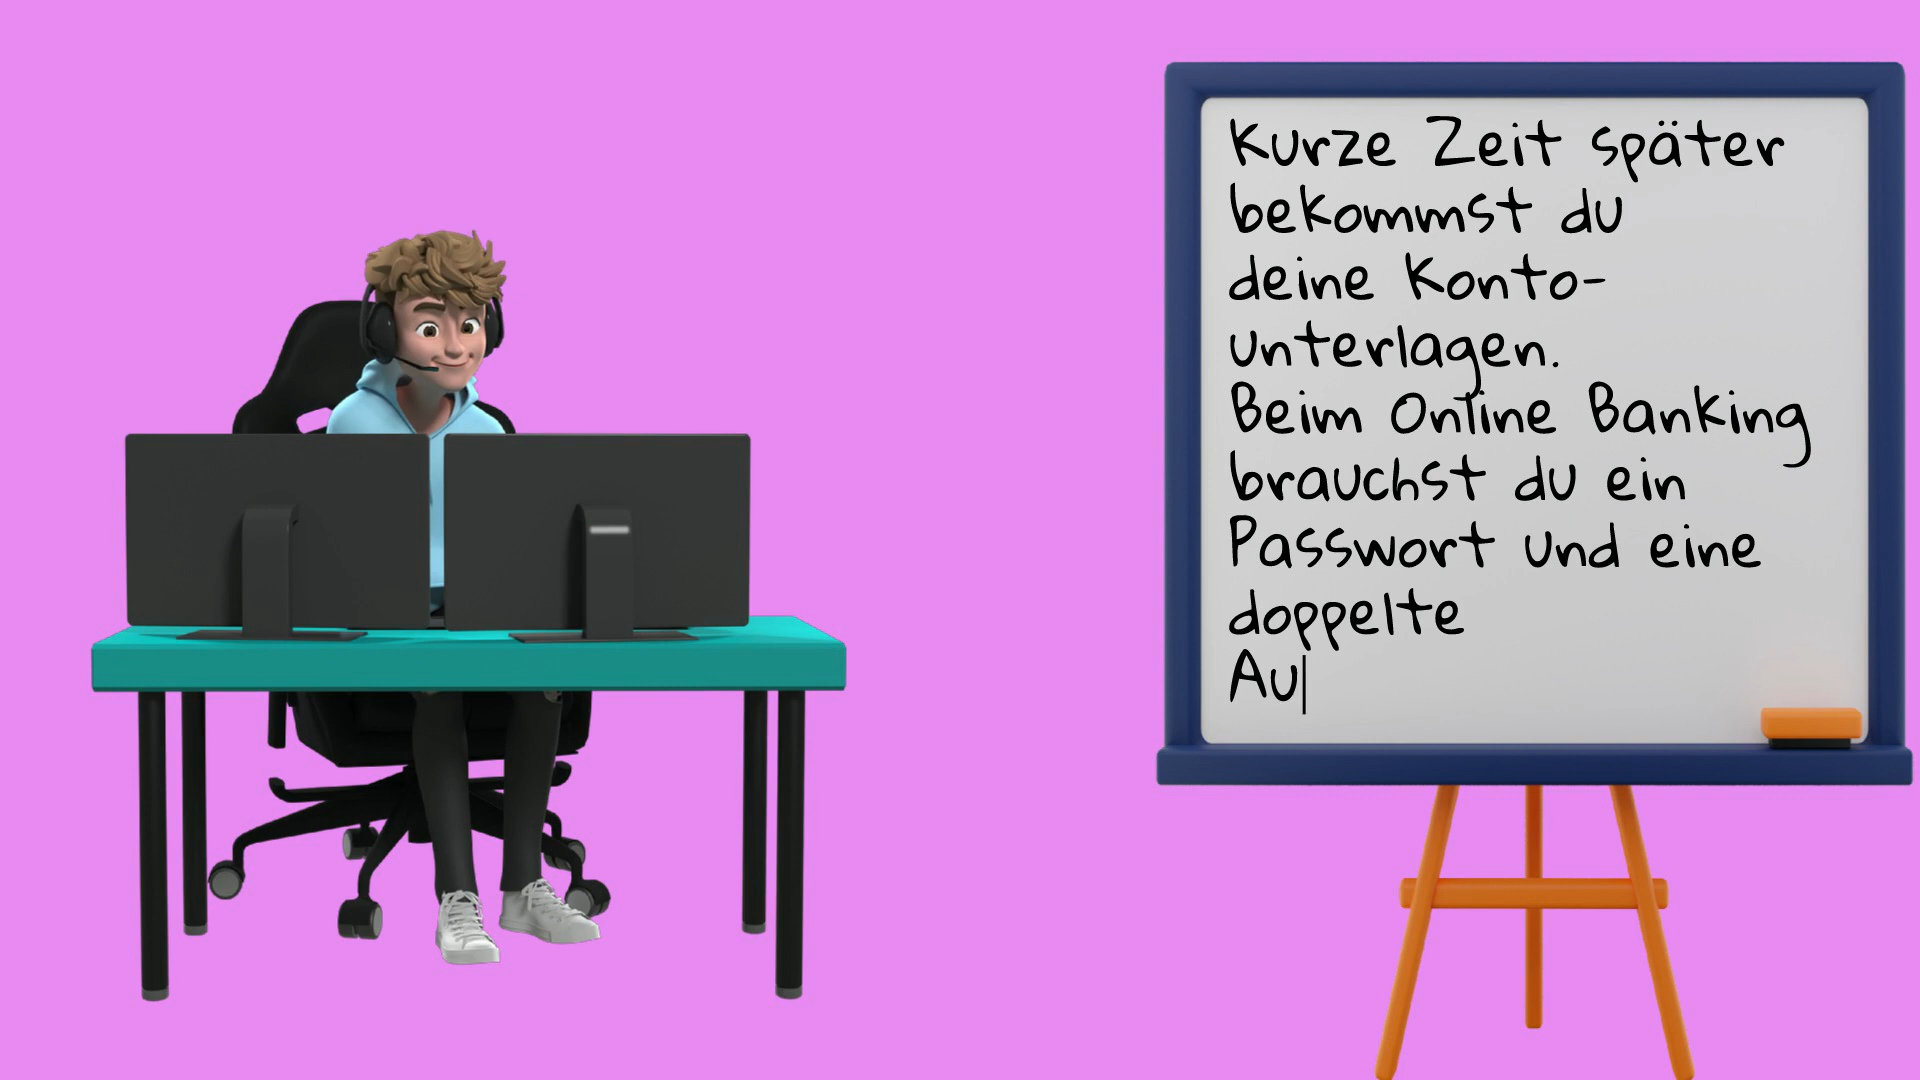 Kurze Zeit später
bekommst du
deine Konto-
unterlagen.
Beim Online Banking
brauchst du ein
Passwort und eine
doppelte
Au